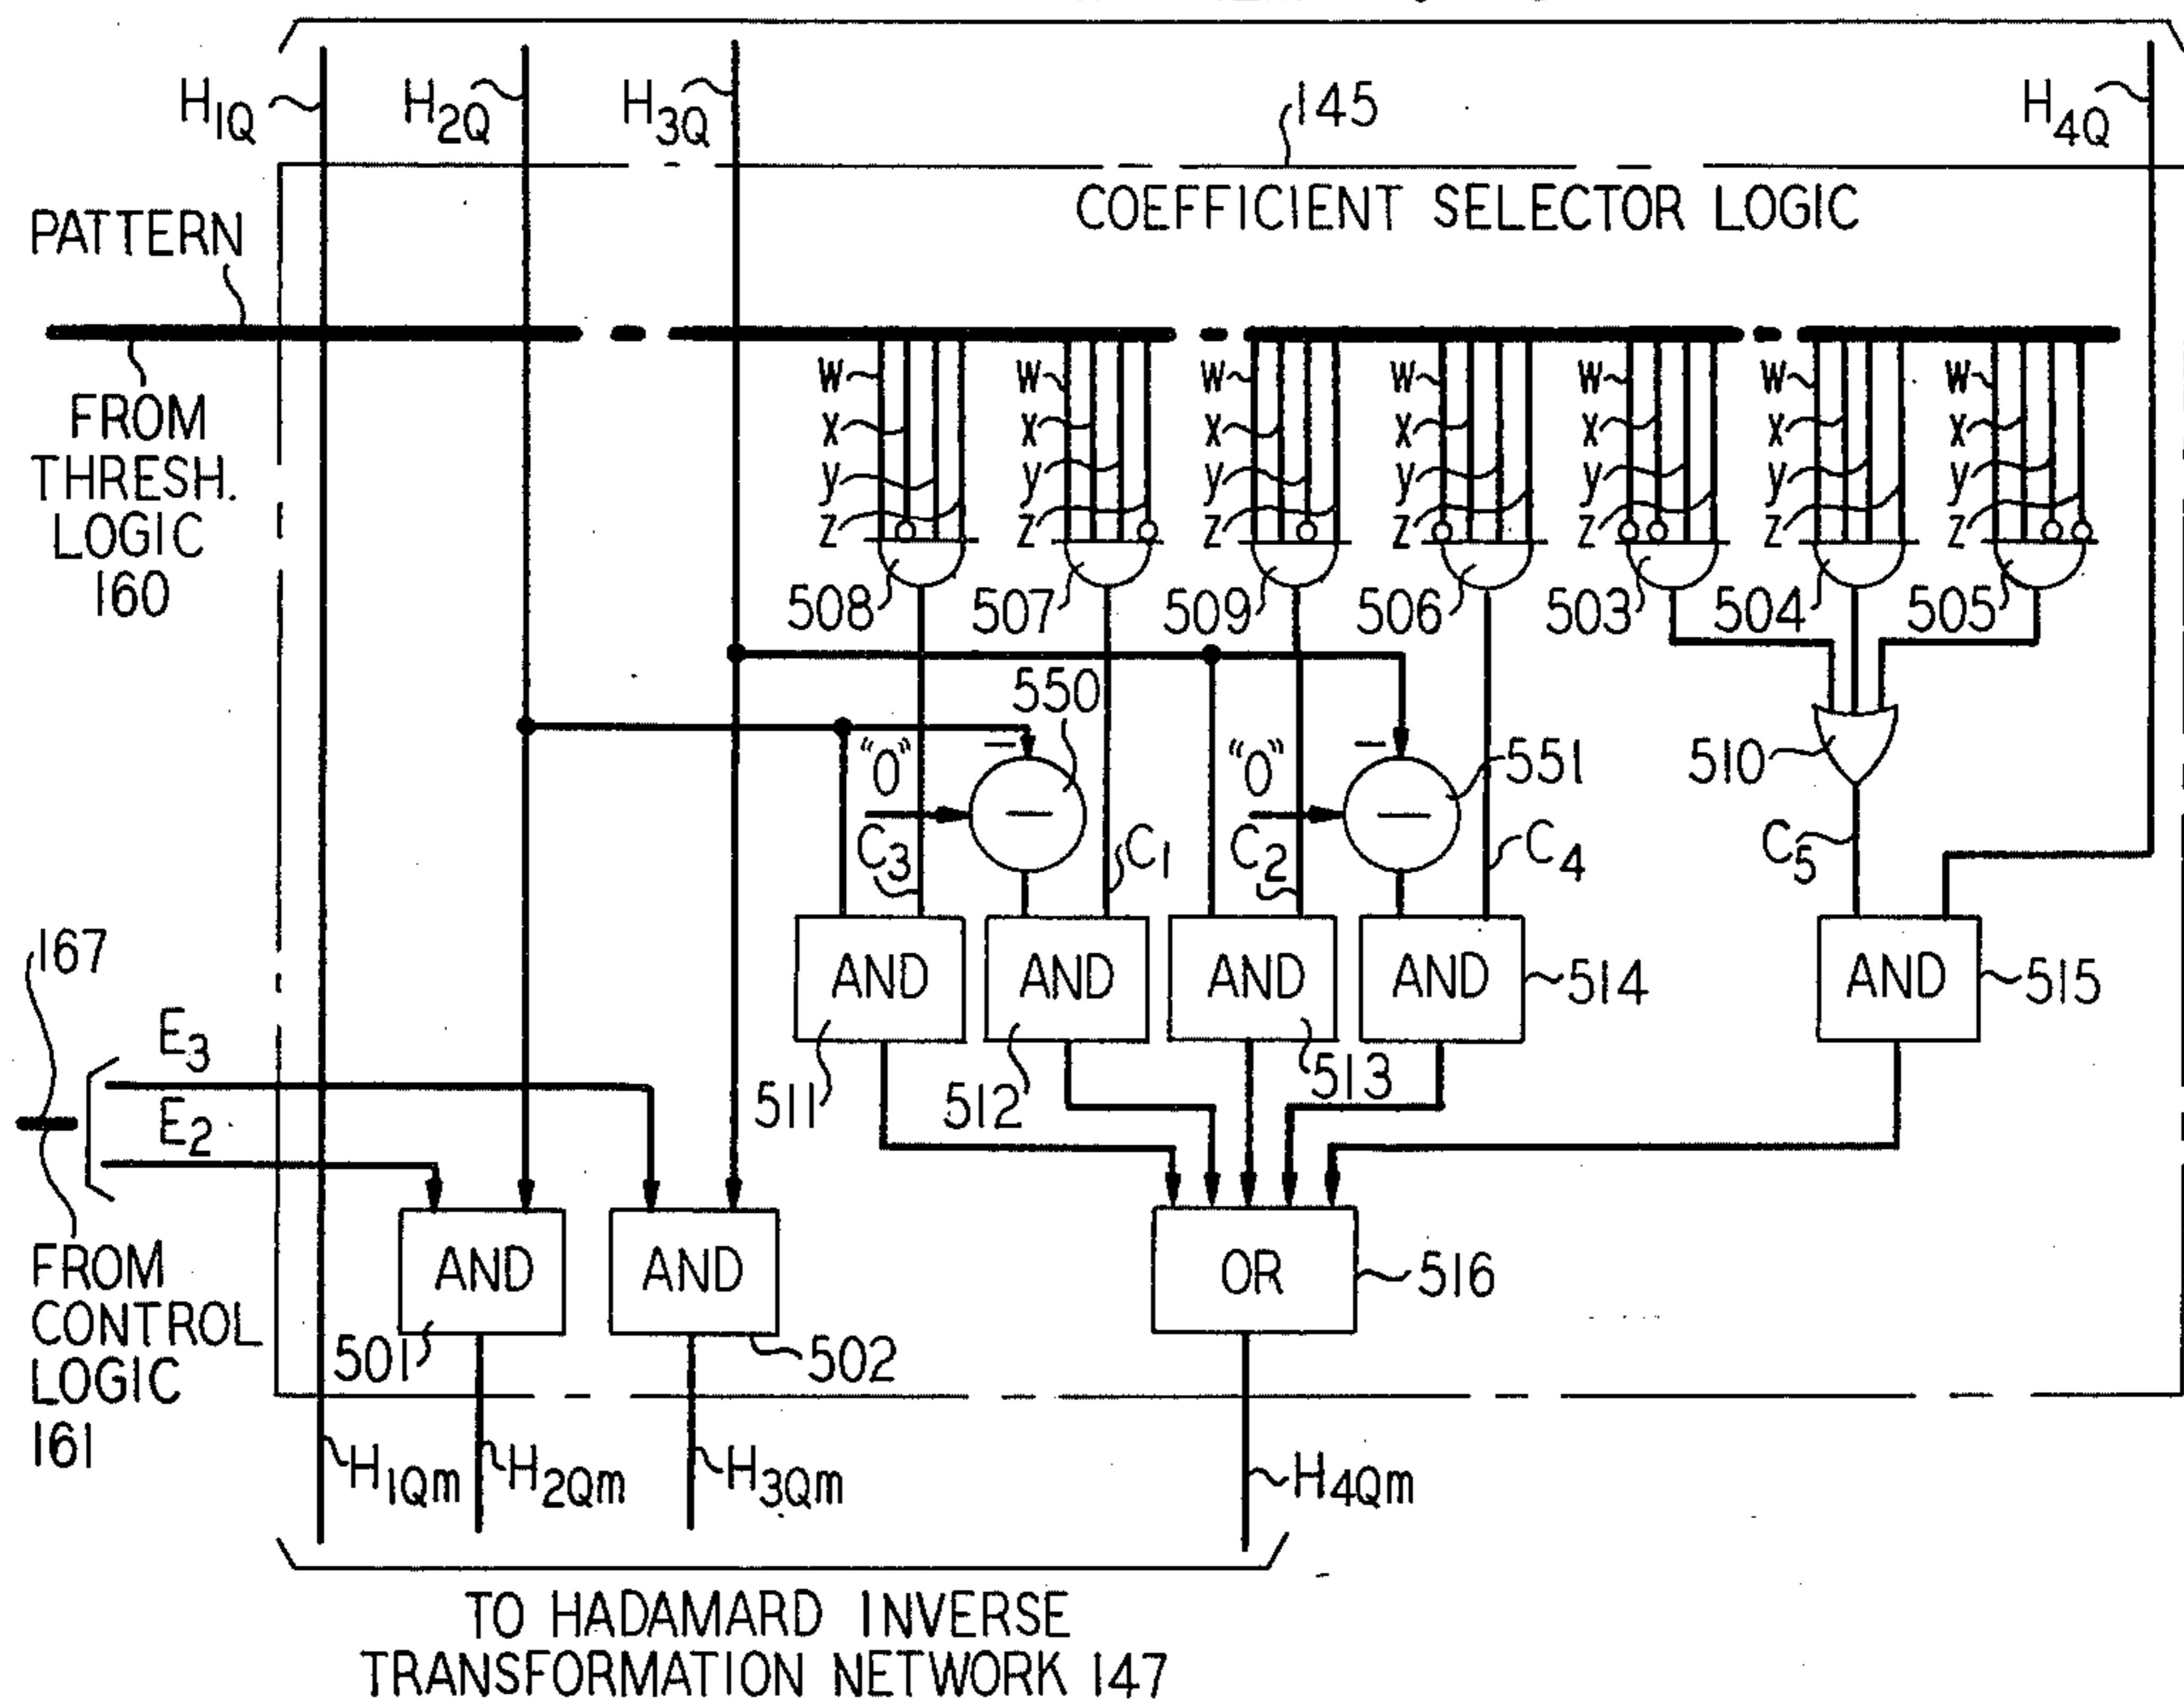 H1Q
H2Q
H3Q
145
H4Q
COEFFICIENT SELECTOR LOGIC
PATTERN
FROM
THRESH.
LOGIC
160
W W W W W W W
X X X X X X X
y y y y y y y
Z Z Z Z Z Z Z
508 507 509 506 503 504 505
550
"0" "0"
551
510
C3 C1 C2 C4 C5
AND AND AND AND
514
AND
515
167
E3
E2
511 512 513
AND AND
OR
516
501 502
FROM
CONTROL
LOGIC
161
H1Qm H2Qm H3Qm H4Qm
TO HADAMARD INVERSE
TRANSFORMATION NETWORK 147